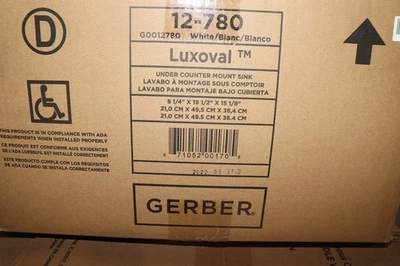 D
12-780
G0012780 White/Blanc/Blanco
Luxoval ™
UNDER COUNTER MOUNT SINK
LAVABO À MONTAGE SOUS COMPTOIR
LAVABO PARA MONTAJE BAJO CUBIERTA
8 1/4" X 19 1/2" X 15 1/8"
21,0 CM X 49,5 CM X 38,4 CM
21.0 CM X 49.5 CM X 38.4 CM
6 71052 00170
THIS PRODUCT IS IN COMPLIANCE WITH ADA
REQUIREMENTS WHEN INSTALLED PROPERLY
CE PRODUIT EST CONFORME AUX EXIGENCES
DE L'ADA LORSQU'IL EST INSTALLÉ CORRECTEMENT
ESTE PRODUCTO CUMPLE CON LOS REQUISITOS
DE ADA CUANDO SE INSTALA CORRECTAMENTE
GERBER